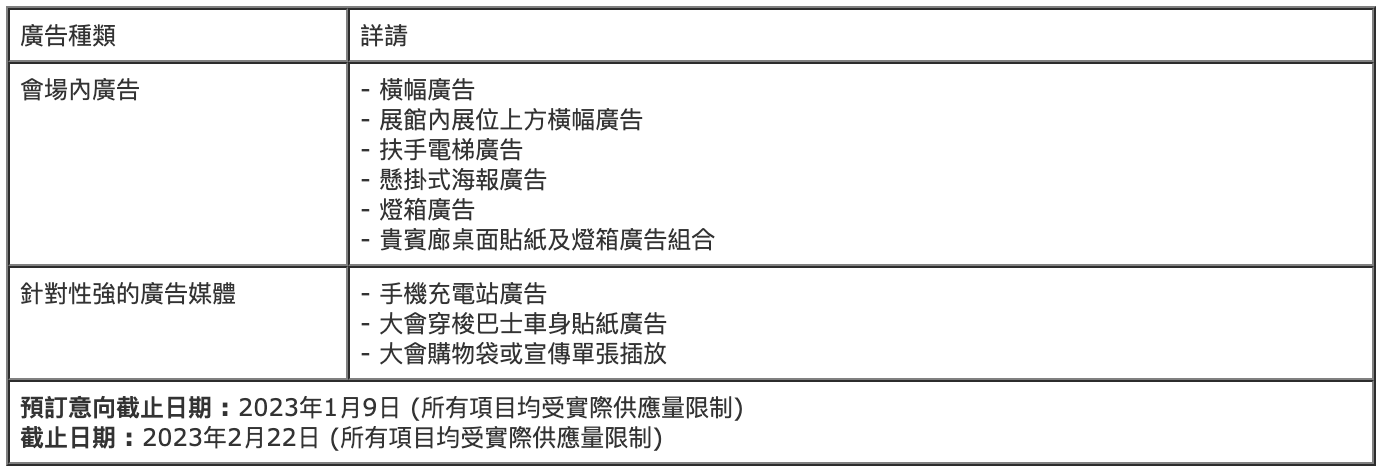 廣告種類
詳請
會場內廣告
- 橫幅廣告
- 展館內展位上方橫幅廣告
- 扶手電梯廣告
- 懸掛式海報廣告
- 燈箱廣告
- 貴賓廊桌面貼紙及燈箱廣告組合
針對性強的廣告媒體
- 手機充電站廣告
- 大會穿梭巴士車身貼紙廣告
- 大會購物袋或宣傳單張插放
預訂意向截止日期：2023年1月9日 (所有項目均受實際供應量限制)
截止日期：2023年2月22日 (所有項目均受實際供應量限制)